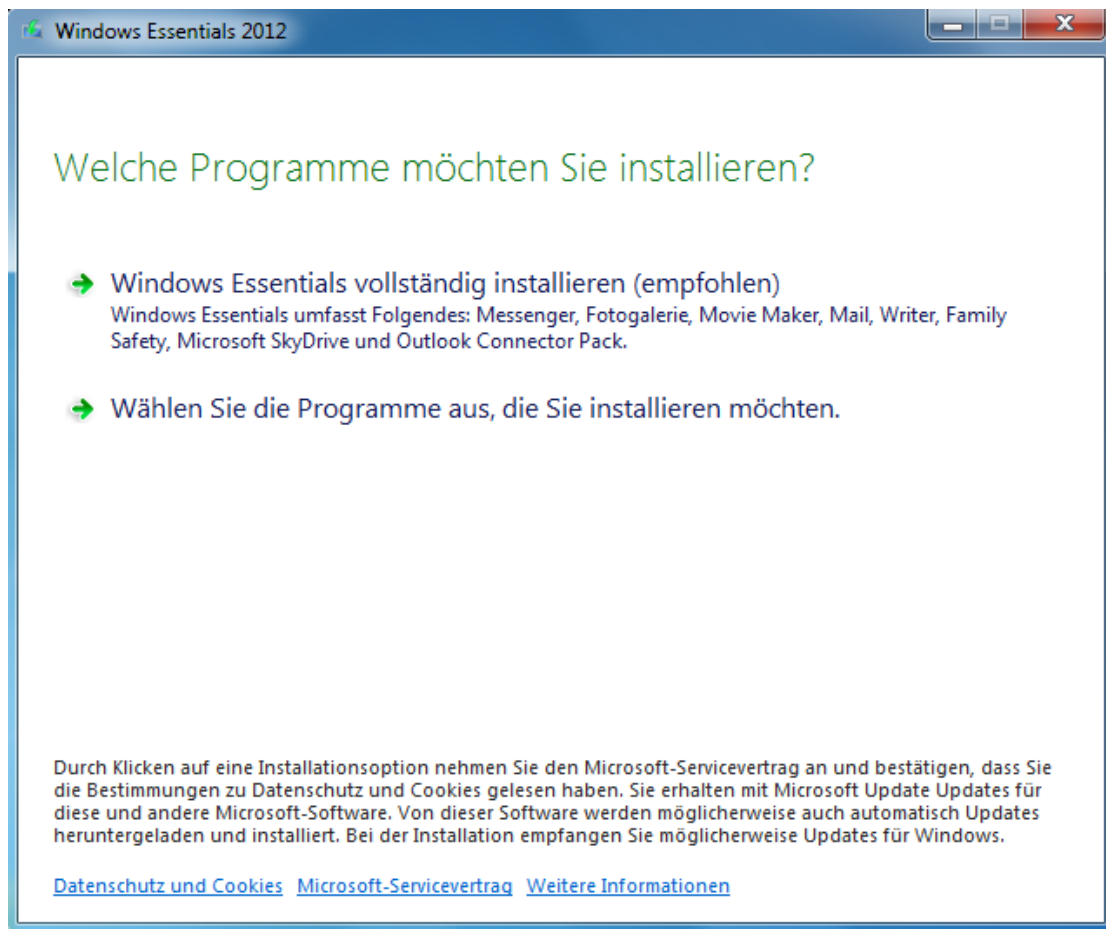 Windows Essentials 2012
Welche Programme möchten Sie installieren?
Windows Essentials vollständig installieren (empfohlen)
Windows Essentials umfasst Folgendes: Messenger, Fotogalerie, Movie Maker, Mail, Writer, Family
Safety, Microsoft SkyDrive und Outlook Connector Pack.
Wählen Sie die Programme aus, die Sie installieren möchten.
Durch Klicken auf eine Installationsoption nehmen Sie den Microsoft-Servicevertrag an und bestätigen, dass Sie
die Bestimmungen zu Datenschutz und Cookies gelesen haben. Sie erhalten mit Microsoft Update Updates für
diese und andere Microsoft-Software. Von dieser Software werden möglicherweise auch automatisch Updates
heruntergeladen und installiert. Bei der Installation empfangen Sie möglicherweise Updates für Windows.
Datenschutz und Cookies Microsoft-Servicevertrag Weitere Informationen